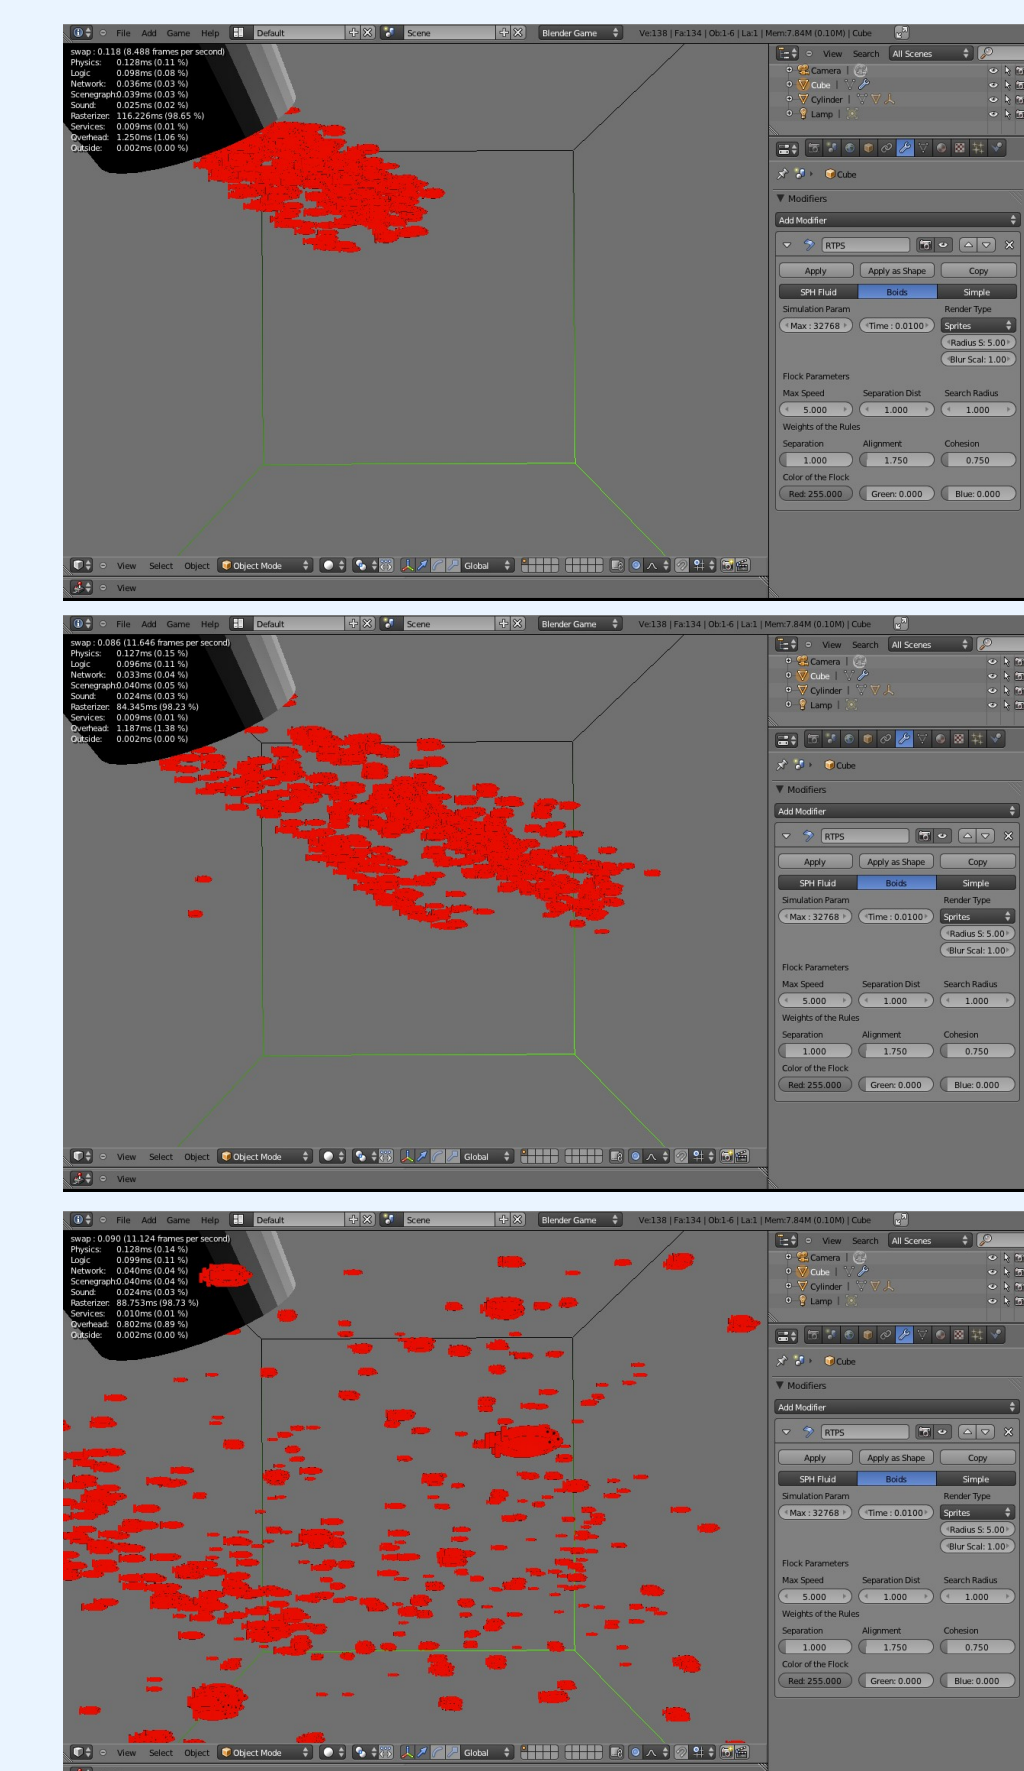 File Add Game Help Default Scene Blender Game Ve:138 | Fa:134 | Ob:1-6 | La:1 | Mem:7.84M (0.10M) | Cube
swap : 0.118 (8.488 frames per second)
Physics: 0.128ms (0.11 %)
Logic 0.098ms (0.08 %)
Network: 0.036ms (0.03 %)
Scenegraph:0.039ms (0.03 %)
Sound: 0.025ms (0.02 %)
Rasterizer: 116.226ms (98.65 %)
Services: 0.009ms (0.01 %)
Overhead: 1.250ms (1.06 %)
Outside: 0.002ms (0.00 %)
View Search All Scenes
Camera
Cube
Cylinder
Lamp
Cube
Modifiers
Add Modifier
RTPS
Apply Apply as Shape Copy
SPH Fluid Boids Simple
Simulation Param Render Type
Max : 32768 Time : 0.0100 Sprites
Radius S: 5.00
Blur Scal: 1.00
Flock Parameters
Max Speed Separation Dist Search Radius
5.000 1.000 1.000
Weights of the Rules
Separation Alignment Cohesion
1.000 1.750 0.750
Color of the Flock
Red: 255.000 Green: 0.000 Blue: 0.000
View Select Object Object Mode Global
View
File Add Game Help Default Scene Blender Game Ve:138 | Fa:134 | Ob:1-6 | La:1 | Mem:7.84M (0.10M) | Cube
swap : 0.086 (11.646 frames per second)
Physics: 0.127ms (0.15 %)
Logic 0.096ms (0.11 %)
Network: 0.033ms (0.04 %)
Scenegraph:0.040ms (0.05 %)
Sound: 0.024ms (0.03 %)
Rasterizer: 84.345ms (98.23 %)
Services: 0.009ms (0.01 %)
Overhead: 1.187ms (1.38 %)
Outside: 0.002ms (0.00 %)
View Search All Scenes
Camera
Cube
Cylinder
Lamp
Cube
Modifiers
Add Modifier
RTPS
Apply Apply as Shape Copy
SPH Fluid Boids Simple
Simulation Param Render Type
Max : 32768 Time : 0.0100 Sprites
Radius S: 5.00
Blur Scal: 1.00
Flock Parameters
Max Speed Separation Dist Search Radius
5.000 1.000 1.000
Weights of the Rules
Separation Alignment Cohesion
1.000 1.750 0.750
Color of the Flock
Red: 255.000 Green: 0.000 Blue: 0.000
View Select Object Object Mode Global
View
File Add Game Help Default Scene Blender Game Ve:138 | Fa:134 | Ob:1-6 | La:1 | Mem:7.84M (0.10M) | Cube
swap : 0.090 (11.124 frames per second)
Physics: 0.128ms (0.14 %)
Logic 0.099ms (0.11 %)
Network: 0.040ms (0.04 %)
Scenegraph:0.040ms (0.04 %)
Sound: 0.024ms (0.03 %)
Rasterizer: 88.753ms (98.73 %)
Services: 0.010ms (0.01 %)
Overhead: 0.802ms (0.89 %)
Outside: 0.002ms (0.00 %)
View Search All Scenes
Camera
Cube
Cylinder
Lamp
Cube
Modifiers
Add Modifier
RTPS
Apply Apply as Shape Copy
SPH Fluid Boids Simple
Simulation Param Render Type
Max : 32768 Time : 0.0100 Sprites
Radius S: 5.00
Blur Scal: 1.00
Flock Parameters
Max Speed Separation Dist Search Radius
5.000 1.000 1.000
Weights of the Rules
Separation Alignment Cohesion
1.000 1.750 0.750
Color of the Flock
Red: 255.000 Green: 0.000 Blue: 0.000
View Select Object Object Mode Global